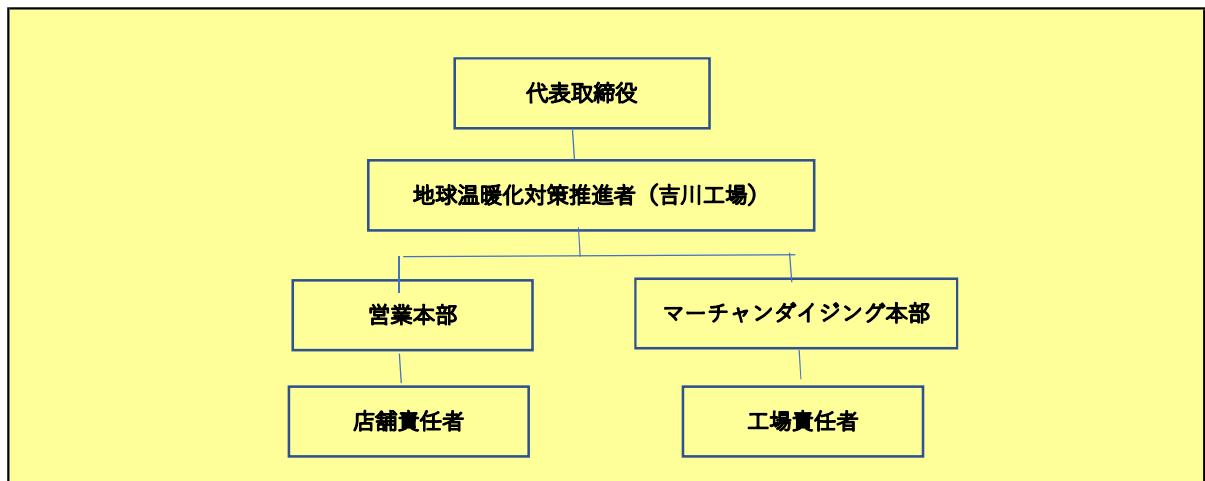 代表取締役
地球温暖化対策推進者（吉川工場）
営業本部
マーチャンダイジング本部
店舗責任者
工場責任者